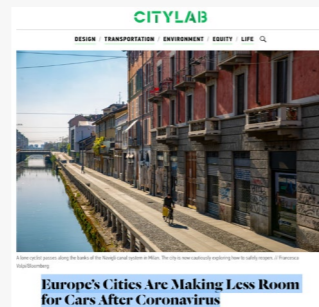 CITYLAB
DESIGN / TRANSPORTATION / ENVIRONMENT / EQUITY / LIFE
A lone cyclist passes along the banks of the Navigli canal system in Milan. The city is now cautiously exploring how to safely reopen. //
Bloomberg
Europe's Cities Are Making Less Room
for Cars After Coronavirus